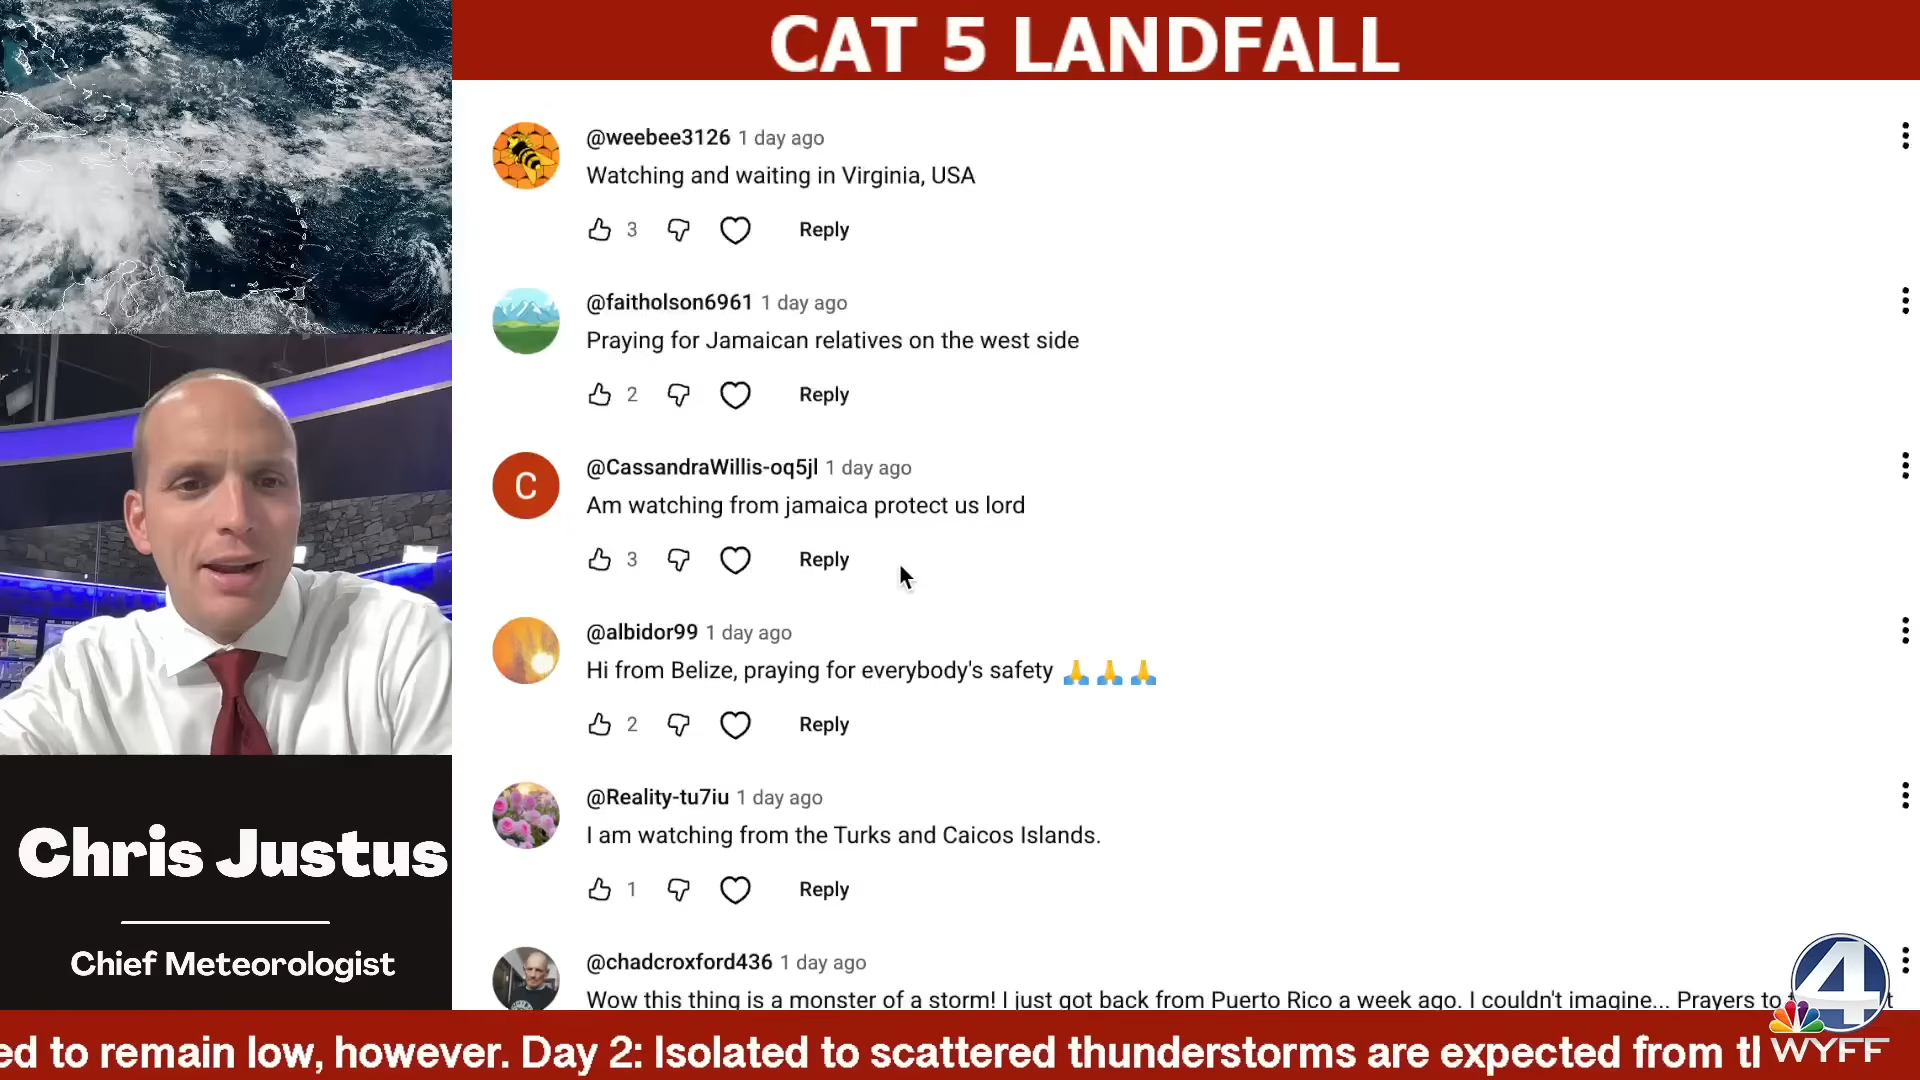 CAT 5 LANDFALL
@weebee3126 1 day ago
Watching and waiting in Virginia, USA
3 Reply
@faitholson6961 1 day ago
Praying for Jamaican relatives on the west side
2 Reply
C
@CassandraWillis-oq5jl 1 day ago
Am watching from jamaica protect us lord
3 Reply
@albidor99 1 day ago
Hi from Belize, praying for everybody's safety 🙏🙏🙏
2 Reply
@Reality-tu7iu 1 day ago
I am watching from the Turks and Caicos Islands.
1 Reply
@chadcroxford436 1 day ago
Wow this thing is a monster of a storm! I just got back from Puerto Rico a week ago. I couldn't imagine... Prayers to
Chris Justus
Chief Meteorologist
4
WYFF
ed to remain low, however. Day 2: Isolated to scattered thunderstorms are expected from